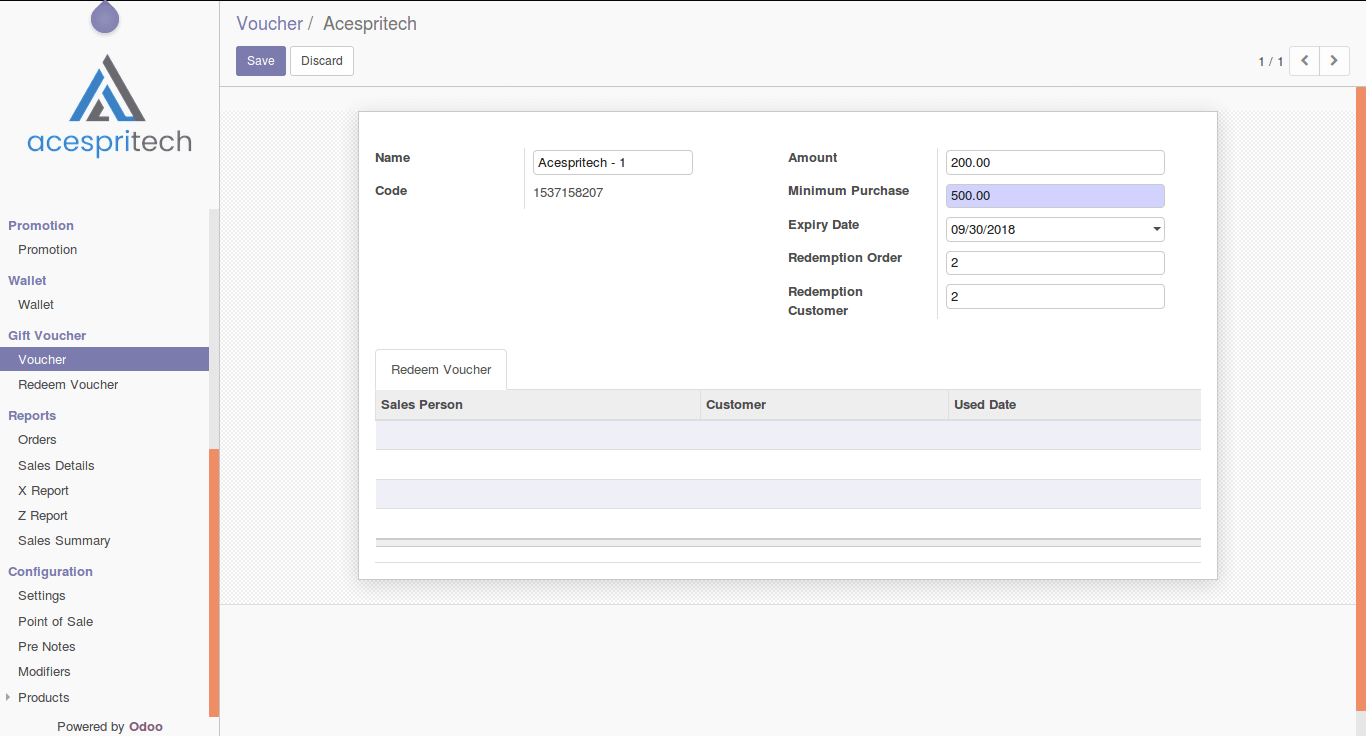 Voucher / Acespritech
Save Discard
1 / 1
acespritech
Promotion
Promotion
Wallet
Wallet
Gift Voucher
Voucher
Redeem Voucher
Reports
Orders
Sales Details
X Report
Z Report
Sales Summary
Configuration
Settings
Point of Sale
Pre Notes
Modifiers
Products
Powered by Odoo
Name Acespritech - 1
Code 1537158207
Amount 200.00
Minimum Purchase 500.00
Expiry Date 09/30/2018
Redemption Order 2
Redemption 2
Customer
Redeem Voucher
Sales Person Customer Used Date